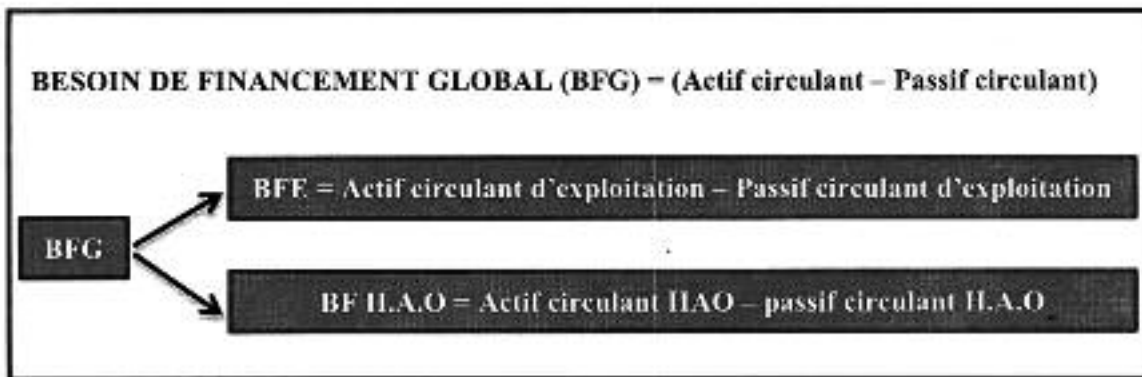 BESOIN DE FINANCEMENT GLOBAL (BFG) = (Actif circulant – Passif circulant)
BFE = Actif circulant d'exploitation – Passif circulant d'exploitation
BFG
BF H.A.O = Actif circulant HAO – passif circulant H.A.O